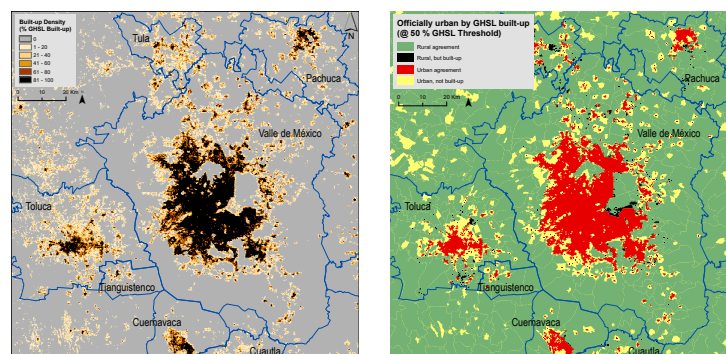 Built-up Density
(% GHSL Built-up)
0
1 - 20
21 - 40
41 - 60
61 - 80
81 - 100
0 10 20 Km
N
Tula
Pachuca
Valle de México
Toluca
Tianguistenco
Cuernavaca
Cuautla
Officially urban by GHSL built-up
(@ 50 % GHSL Threshold)
Rural agreement
Rural, but built-up
Urban agreement
Urban, not built-up
0 10 20 Km
Tula
Pachuca
Valle de México
Toluca
Tianguistenco
Cuernavaca
Cuautla